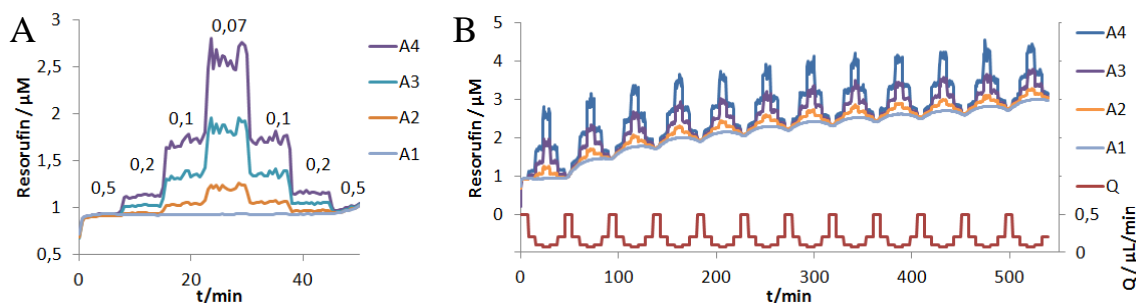 A
Resorufin / µM
3
2,5
2
1,5
1
0,5
0,5
0,2
0,1
0,07
0,1
0,2
0,5
0 20 40
t/min
A4
A3
A2
A1
B
Resorufin / µM
5
4
3
2
1
0
0 100 200 300 400 500
t/min
0,5
0
Q / µL/min
A4
A3
A2
A1
Q